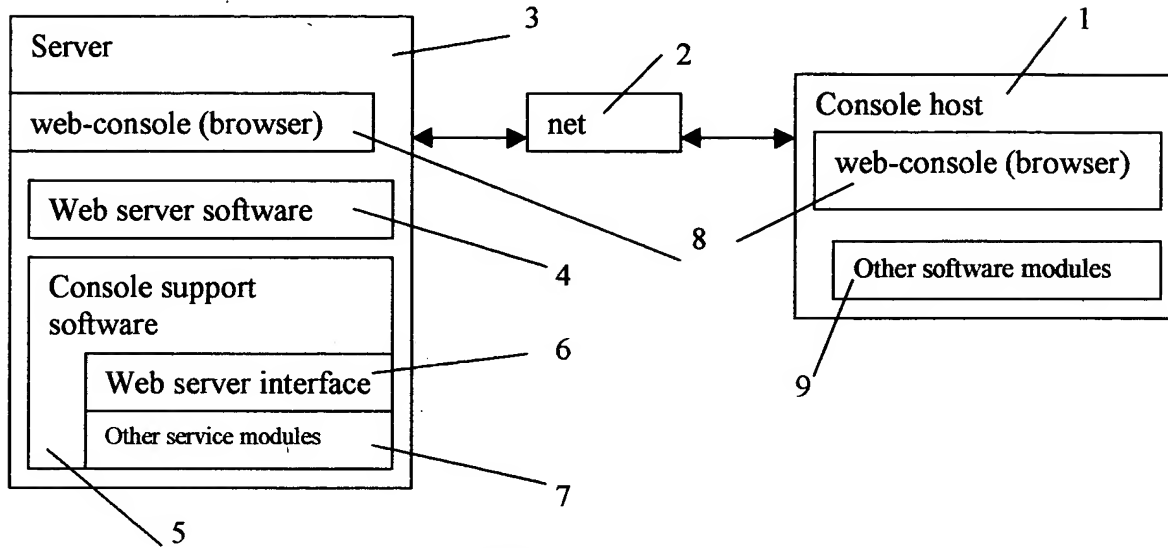 Server
3
web-console (browser)
Web server software
4
Console support
software
6
Web server interface
Other service modules
7
5
2
net
8
1
Console host
web-console (browser)
Other software modules
9